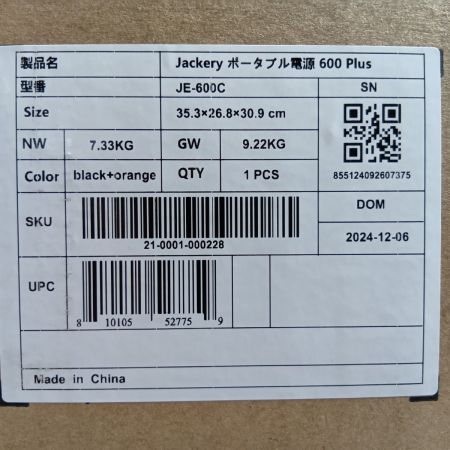 製品名 Jackery ポータブル電源 600 Plus
型番 JE-600C SN
Size 35.3×26.8×30.9 cm
NW 7.33KG GW 9.22KG
855124092607375
Color black+orange QTY 1 PCS
SKU 21-0001-000228
DOM
2024-12-06
UPC
8 10105 52775 9
Made in China